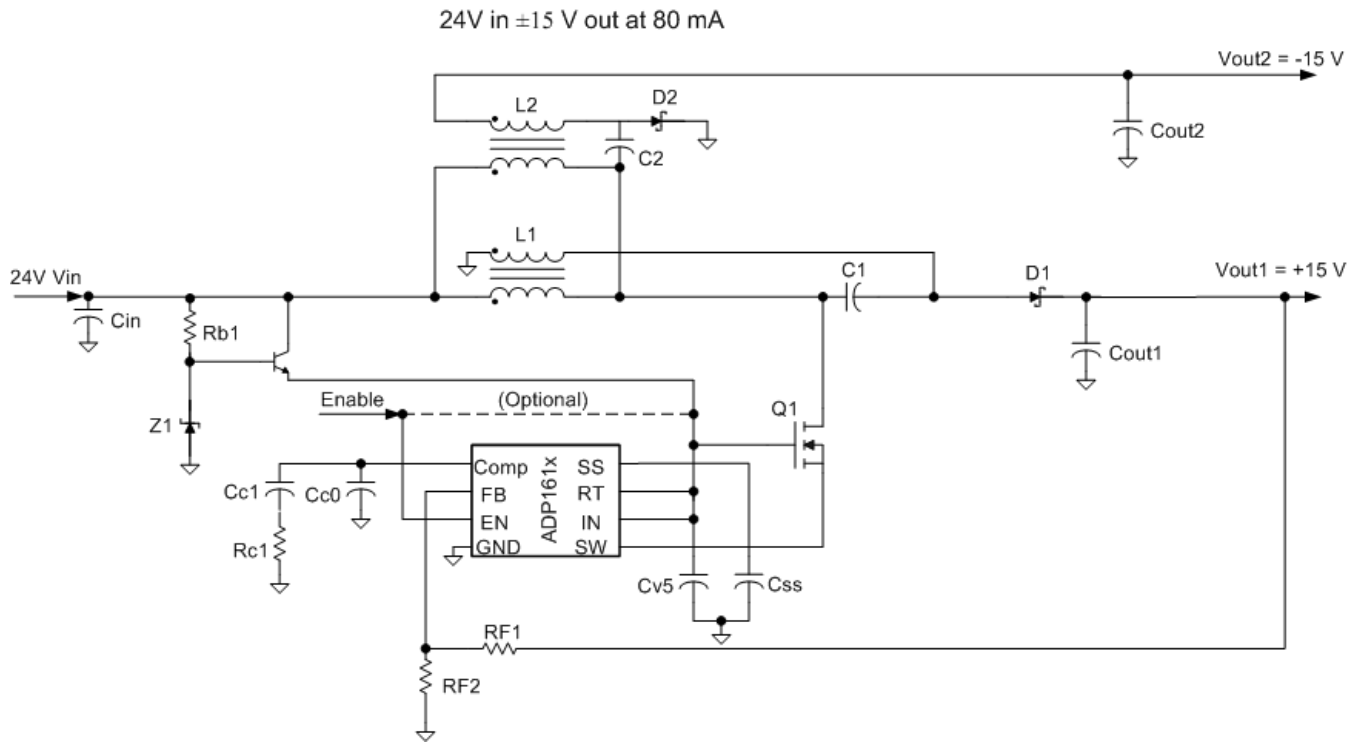 24V in ±15 V out at 80 mA
Vout2 = -15 V
L2
D2
C2
Cout2
L1
24V Vin
C1
D1
Vout1 = +15 V
Cin
Rb1
Cout1
Enable
(Optional)
Q1
Z1
Comp
SS
Cc1
Cc0
FB
ADP161x
RT
EN
IN
Rc1
GND
SW
Cv5
Css
RF1
RF2